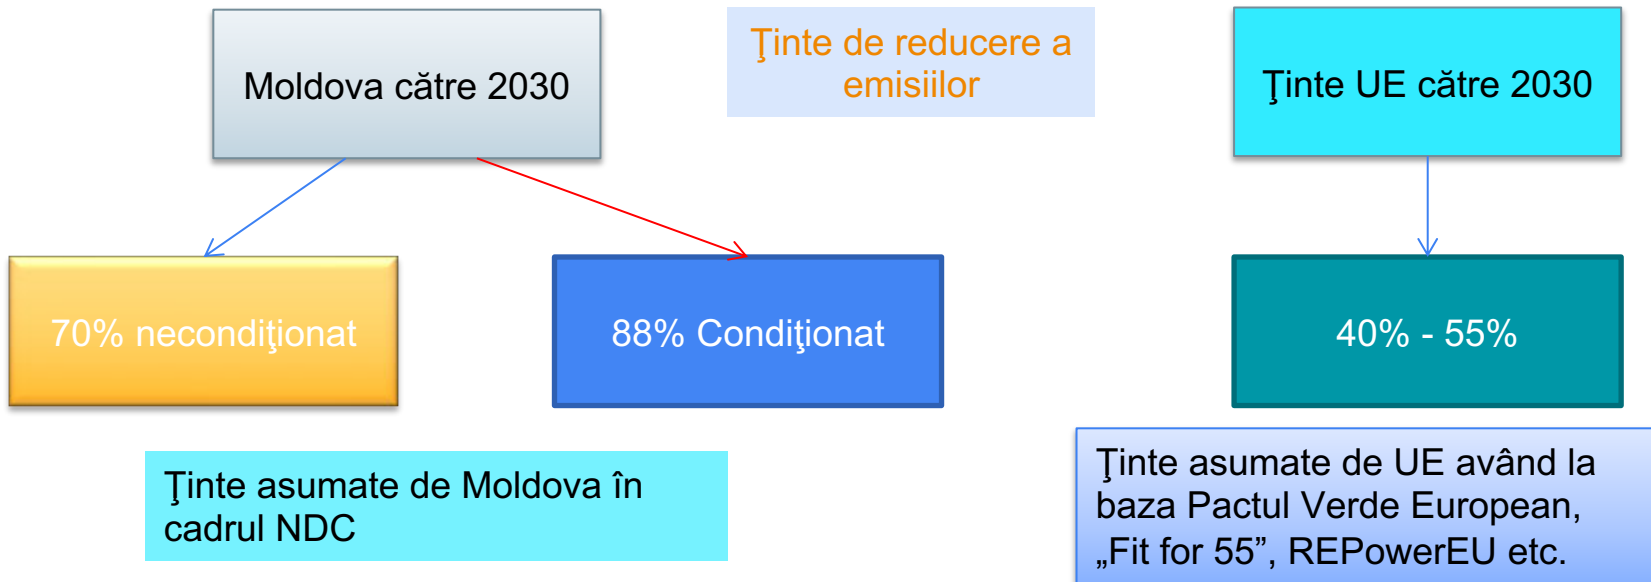 Moldova către 2030
Ţinte de reducere a
emisiilor
Ţinte UE către 2030
70% necondiţionat
88% Condiţionat
40% - 55%
Ţinte asumate de Moldova în
cadrul NDC
Ţinte asumate de UE având la
baza Pactul Verde European,
„Fit for 55”, REPowerEU etc.